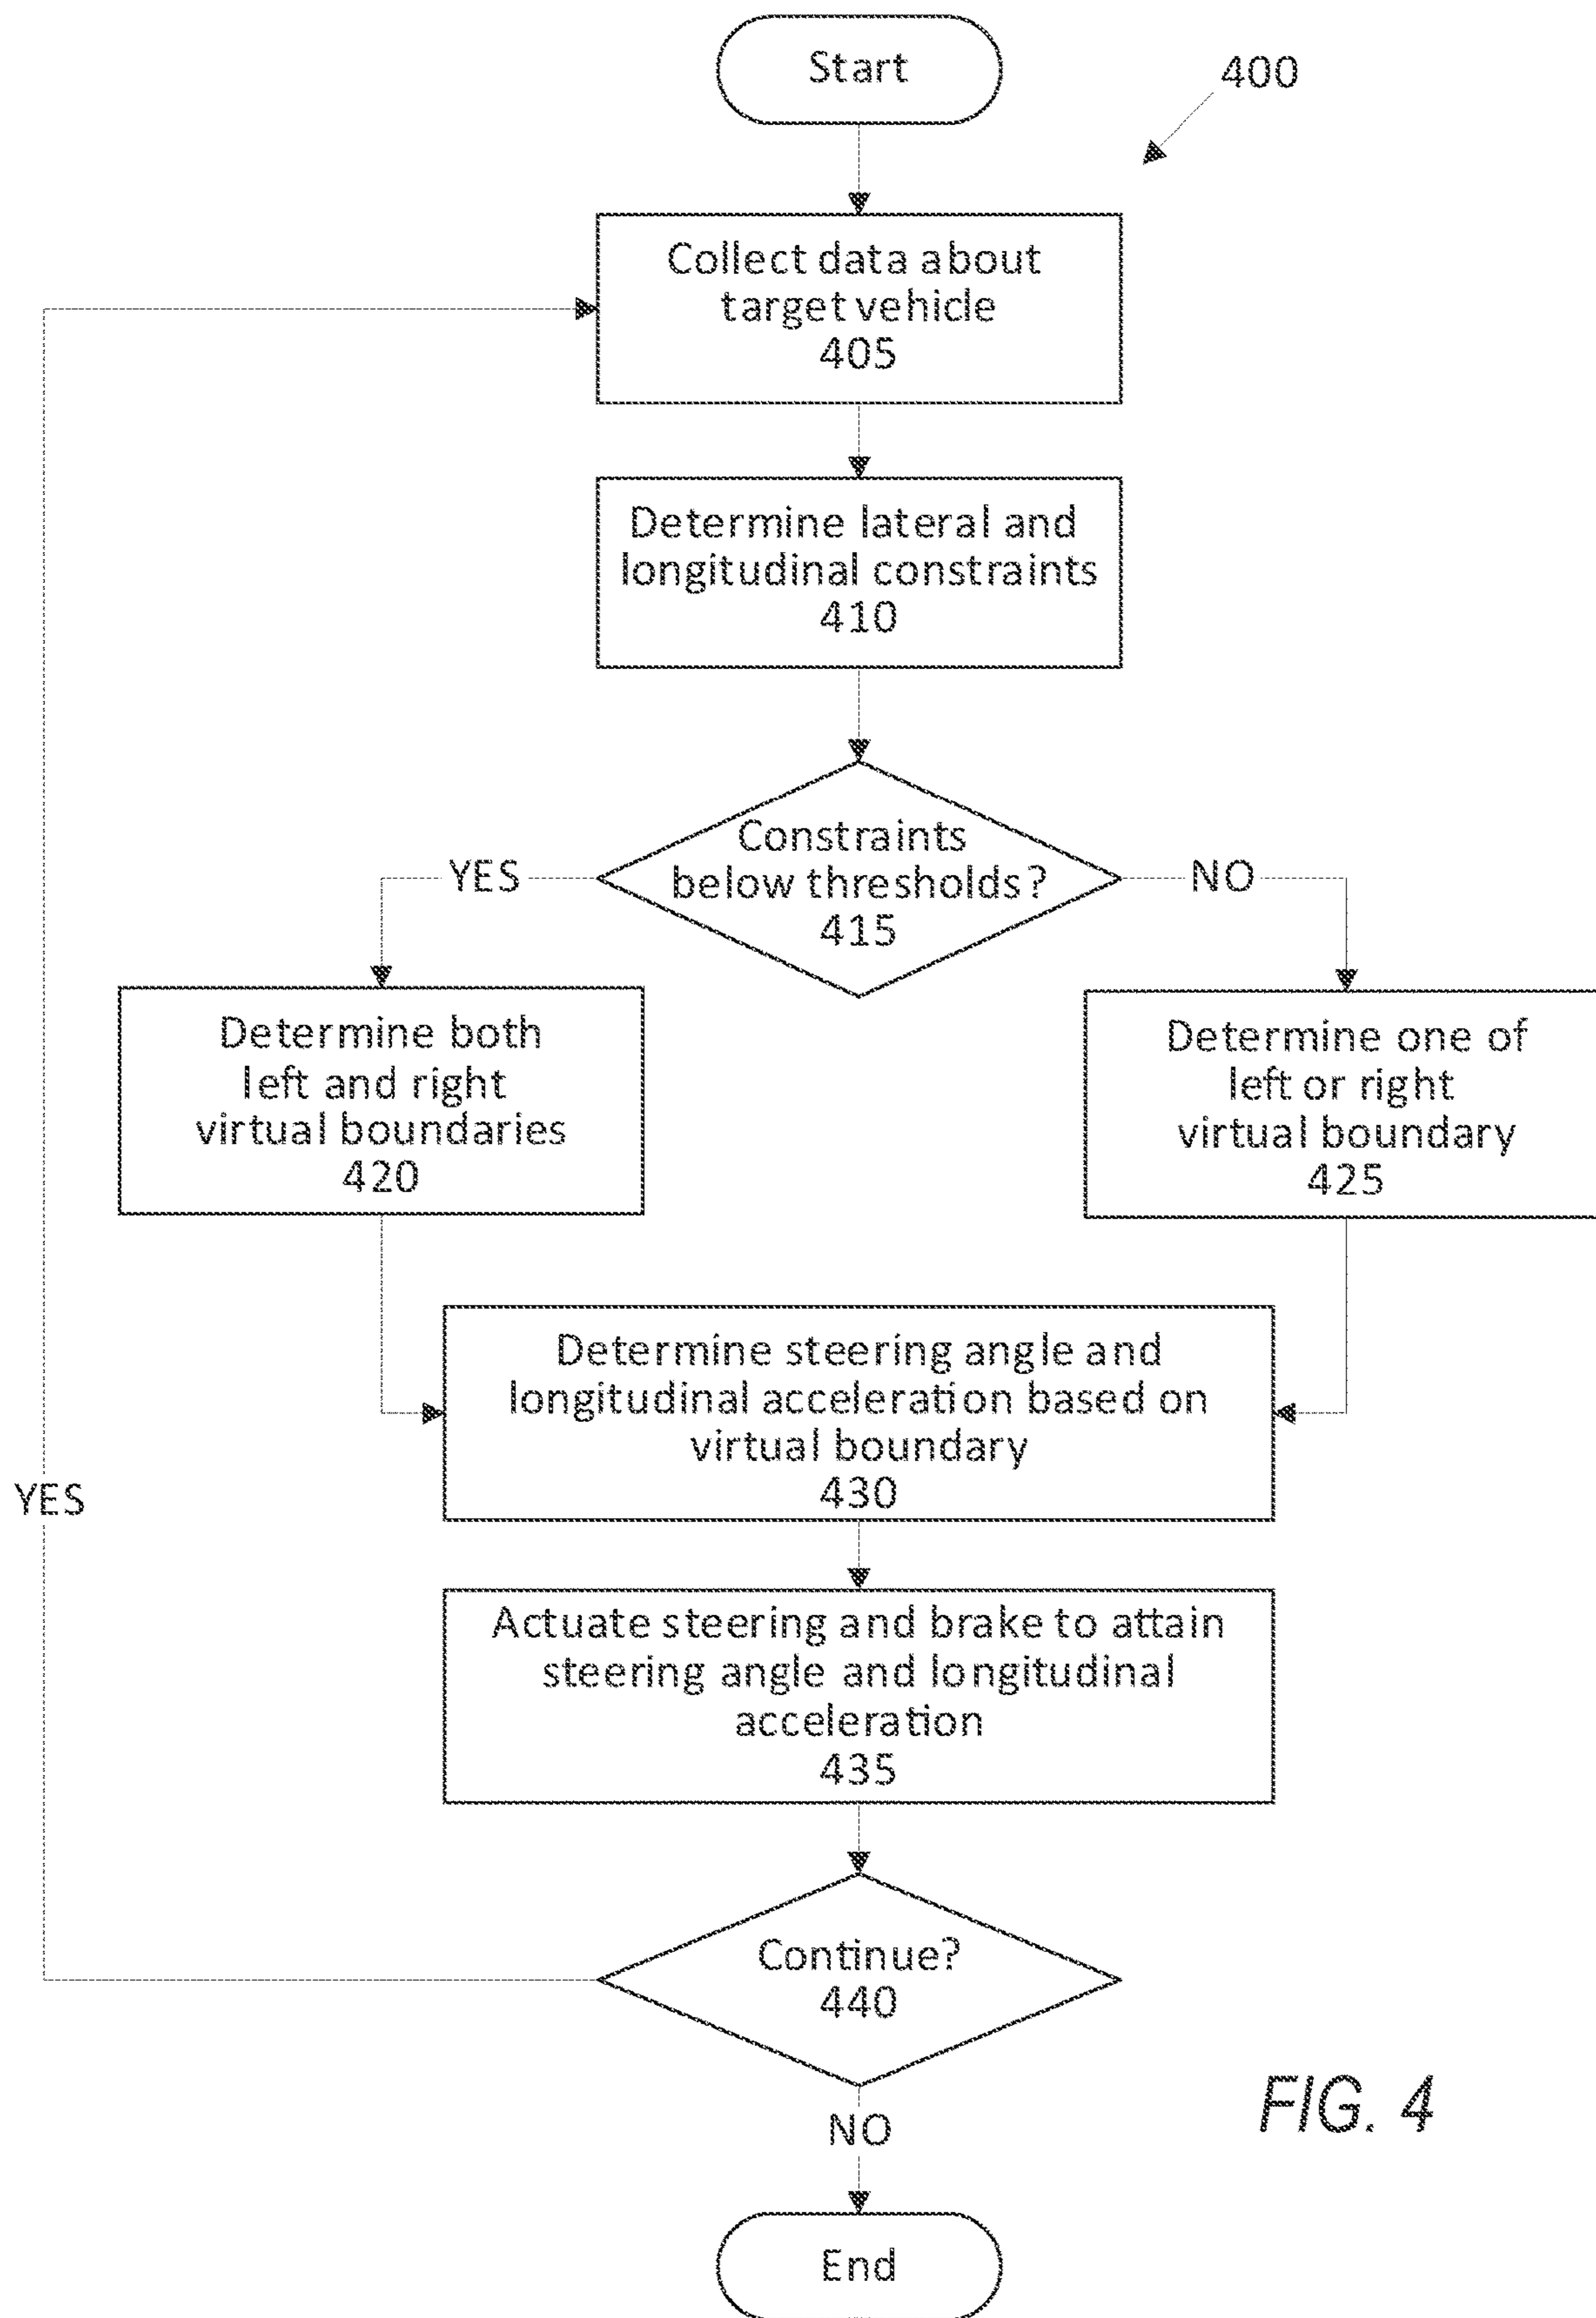 Start
400
Collect data about
target vehicle
405
Determine lateral and
longitudinal constraints
410
Constraints
below thresholds?
415
YES
NO
Determine both
left and right
virtual boundaries
420
Determine one of
left or right
virtual boundary
425
Determine steering angle and
longitudinal acceleration based on
virtual boundary
430
YES
Actuate steering and brake to attain
steering angle and longitudinal
acceleration
435
Continue?
440
NO
FIG. 4
End